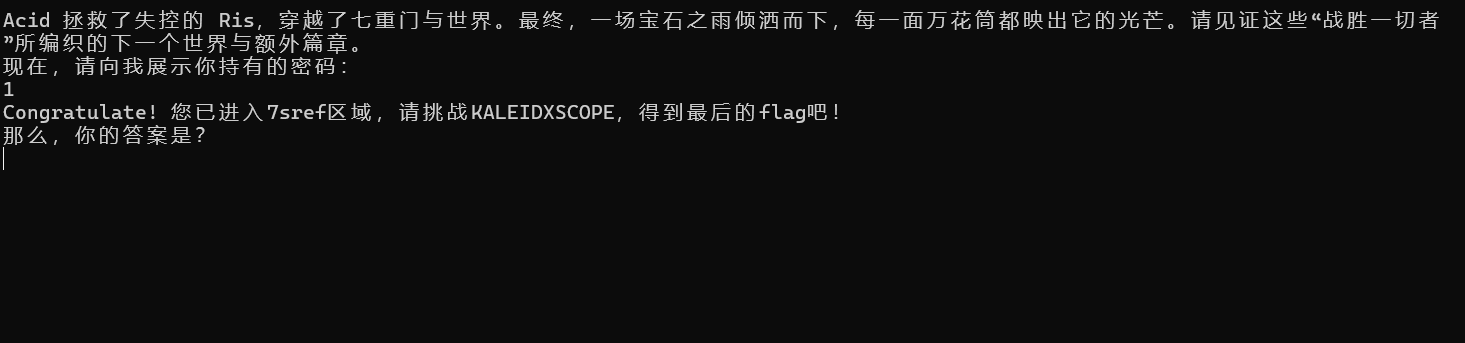 Acid 拯救了失控的 Ris，穿越了七重门与世界。最终，一场宝石之雨倾洒而下，每一面万花筒都映出它的光芒。请见证这些“战胜一切者
”所编织的下一个世界与额外篇章。
现在，请向我展示你持有的密码：
1
Congratulate! 您已进入7sref区域，请挑战KALEIDXSCOPE，得到最后的flag吧！
那么，你的答案是？